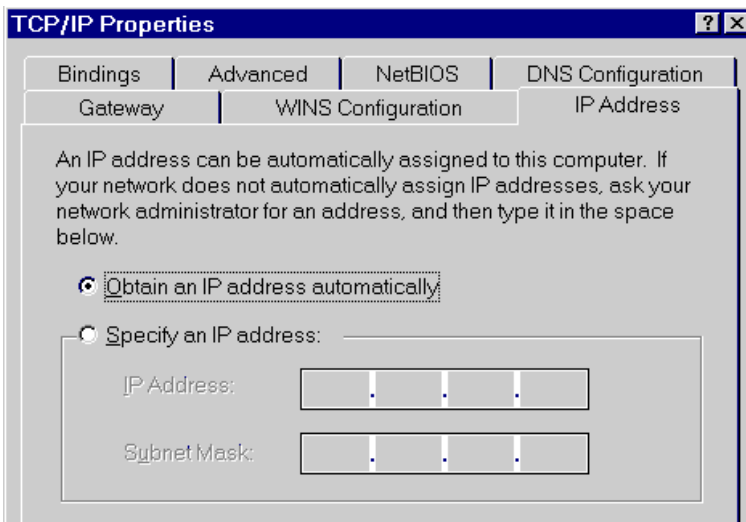 TCP/IP Properties
Bindings Advanced NetBIOS DNS Configuration
Gateway WINS Configuration IP Address
An IP address can be automatically assigned to this computer. If
your network does not automatically assign IP addresses, ask your
network administrator for an address, and then type it in the space
below.
Obtain an IP address automatically
Specify an IP address:
IP Address: . . .
Subnet Mask: . . .